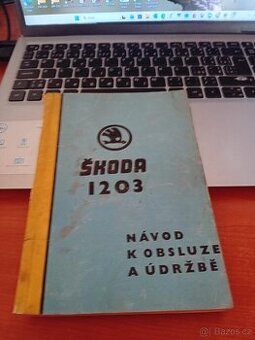 ŠKODA
1203
NÁVOD
K OBSLUZE
A ÚDRŽBĚ
Bazos.cz